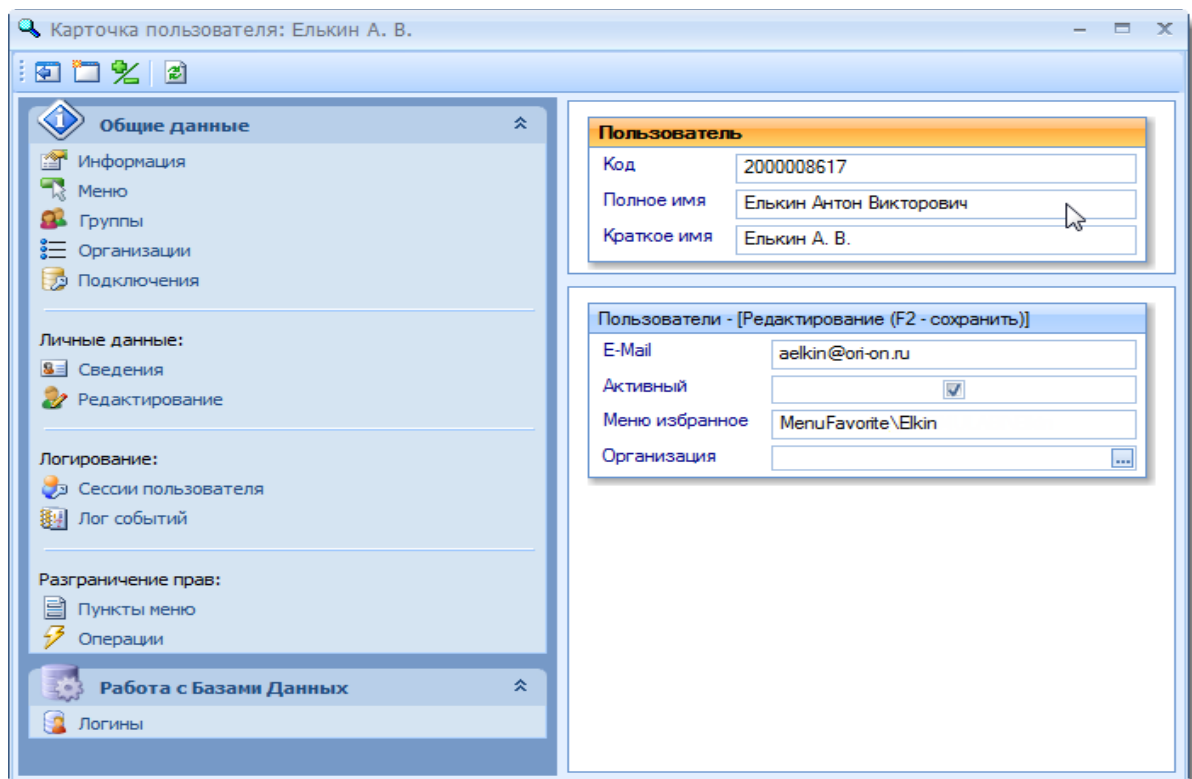 Карточка пользователя: Елькин А. В.
Общие данные
Информация
Меню
Группы
Организации
Подключения
Личные данные:
Сведения
Редактирование
Логирование:
Сессии пользователя
Лог событий
Разграничение прав:
Пункты меню
Операции
Работа с Базами Данных
Логины
Пользователь
Код 2000008617
Полное имя Елькин Антон Викторович
Краткое имя Елькин А. В.
Пользователи - [Редактирование (F2 - сохранить)]
E-Mail aelkin@ori-on.ru
Активный
Меню избранное MenuFavorite\Elkin
Организация ...